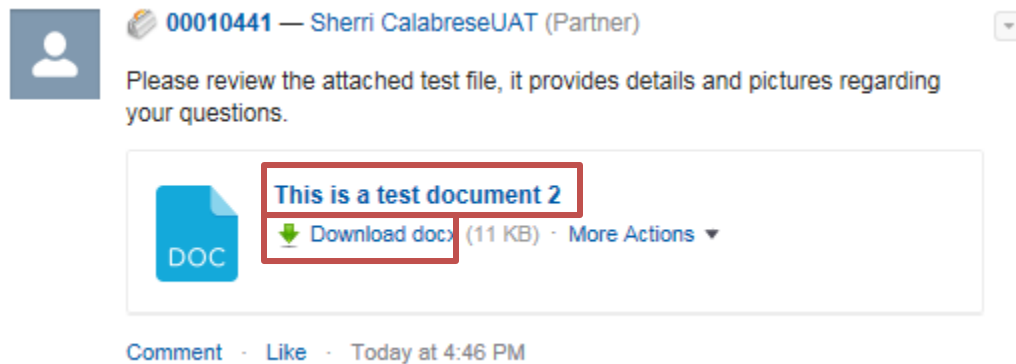 00010441 — Sherri CalabreseUAT (Partner)
Please review the attached test file, it provides details and pictures regarding
your questions.
This is a test document 2
DOC
Download docx (11 KB) · More Actions
Comment · Like · Today at 4:46 PM